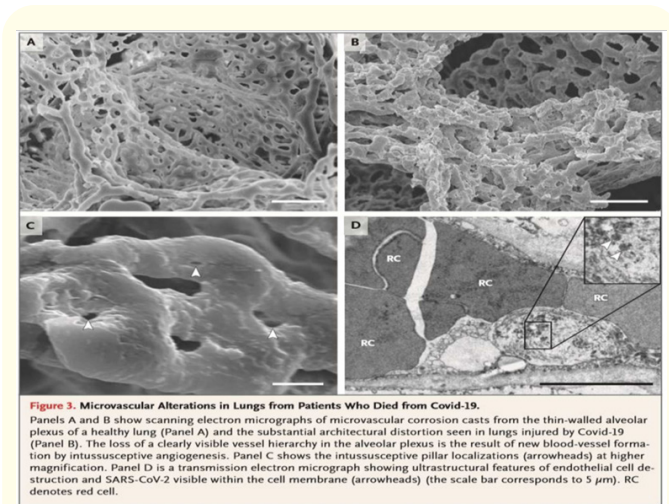 A
B
C
D
RC
RC
RC
RC
Figure 3. Microvascular Alterations in Lungs from Patients Who Died from Covid-19.
Panels A and B show scanning electron micrographs of microvascular corrosion casts from the thin-walled alveolar
plexus of a healthy lung (Panel A) and the substantial architectural distortion seen in lungs injured by Covid-19
(Panel B). The loss of a clearly visible vessel hierarchy in the alveolar plexus is the result of new blood-vessel forma-
tion by intussusceptive angiogenesis. Panel C shows the intussusceptive pillar localizations (arrowheads) at higher
magnification. Panel D is a transmission electron micrograph showing ultrastructural features of endothelial cell de-
struction and SARS-CoV-2 visible within the cell membrane (arrowheads) (the scale bar corresponds to 5 μm). RC
denotes red cell.